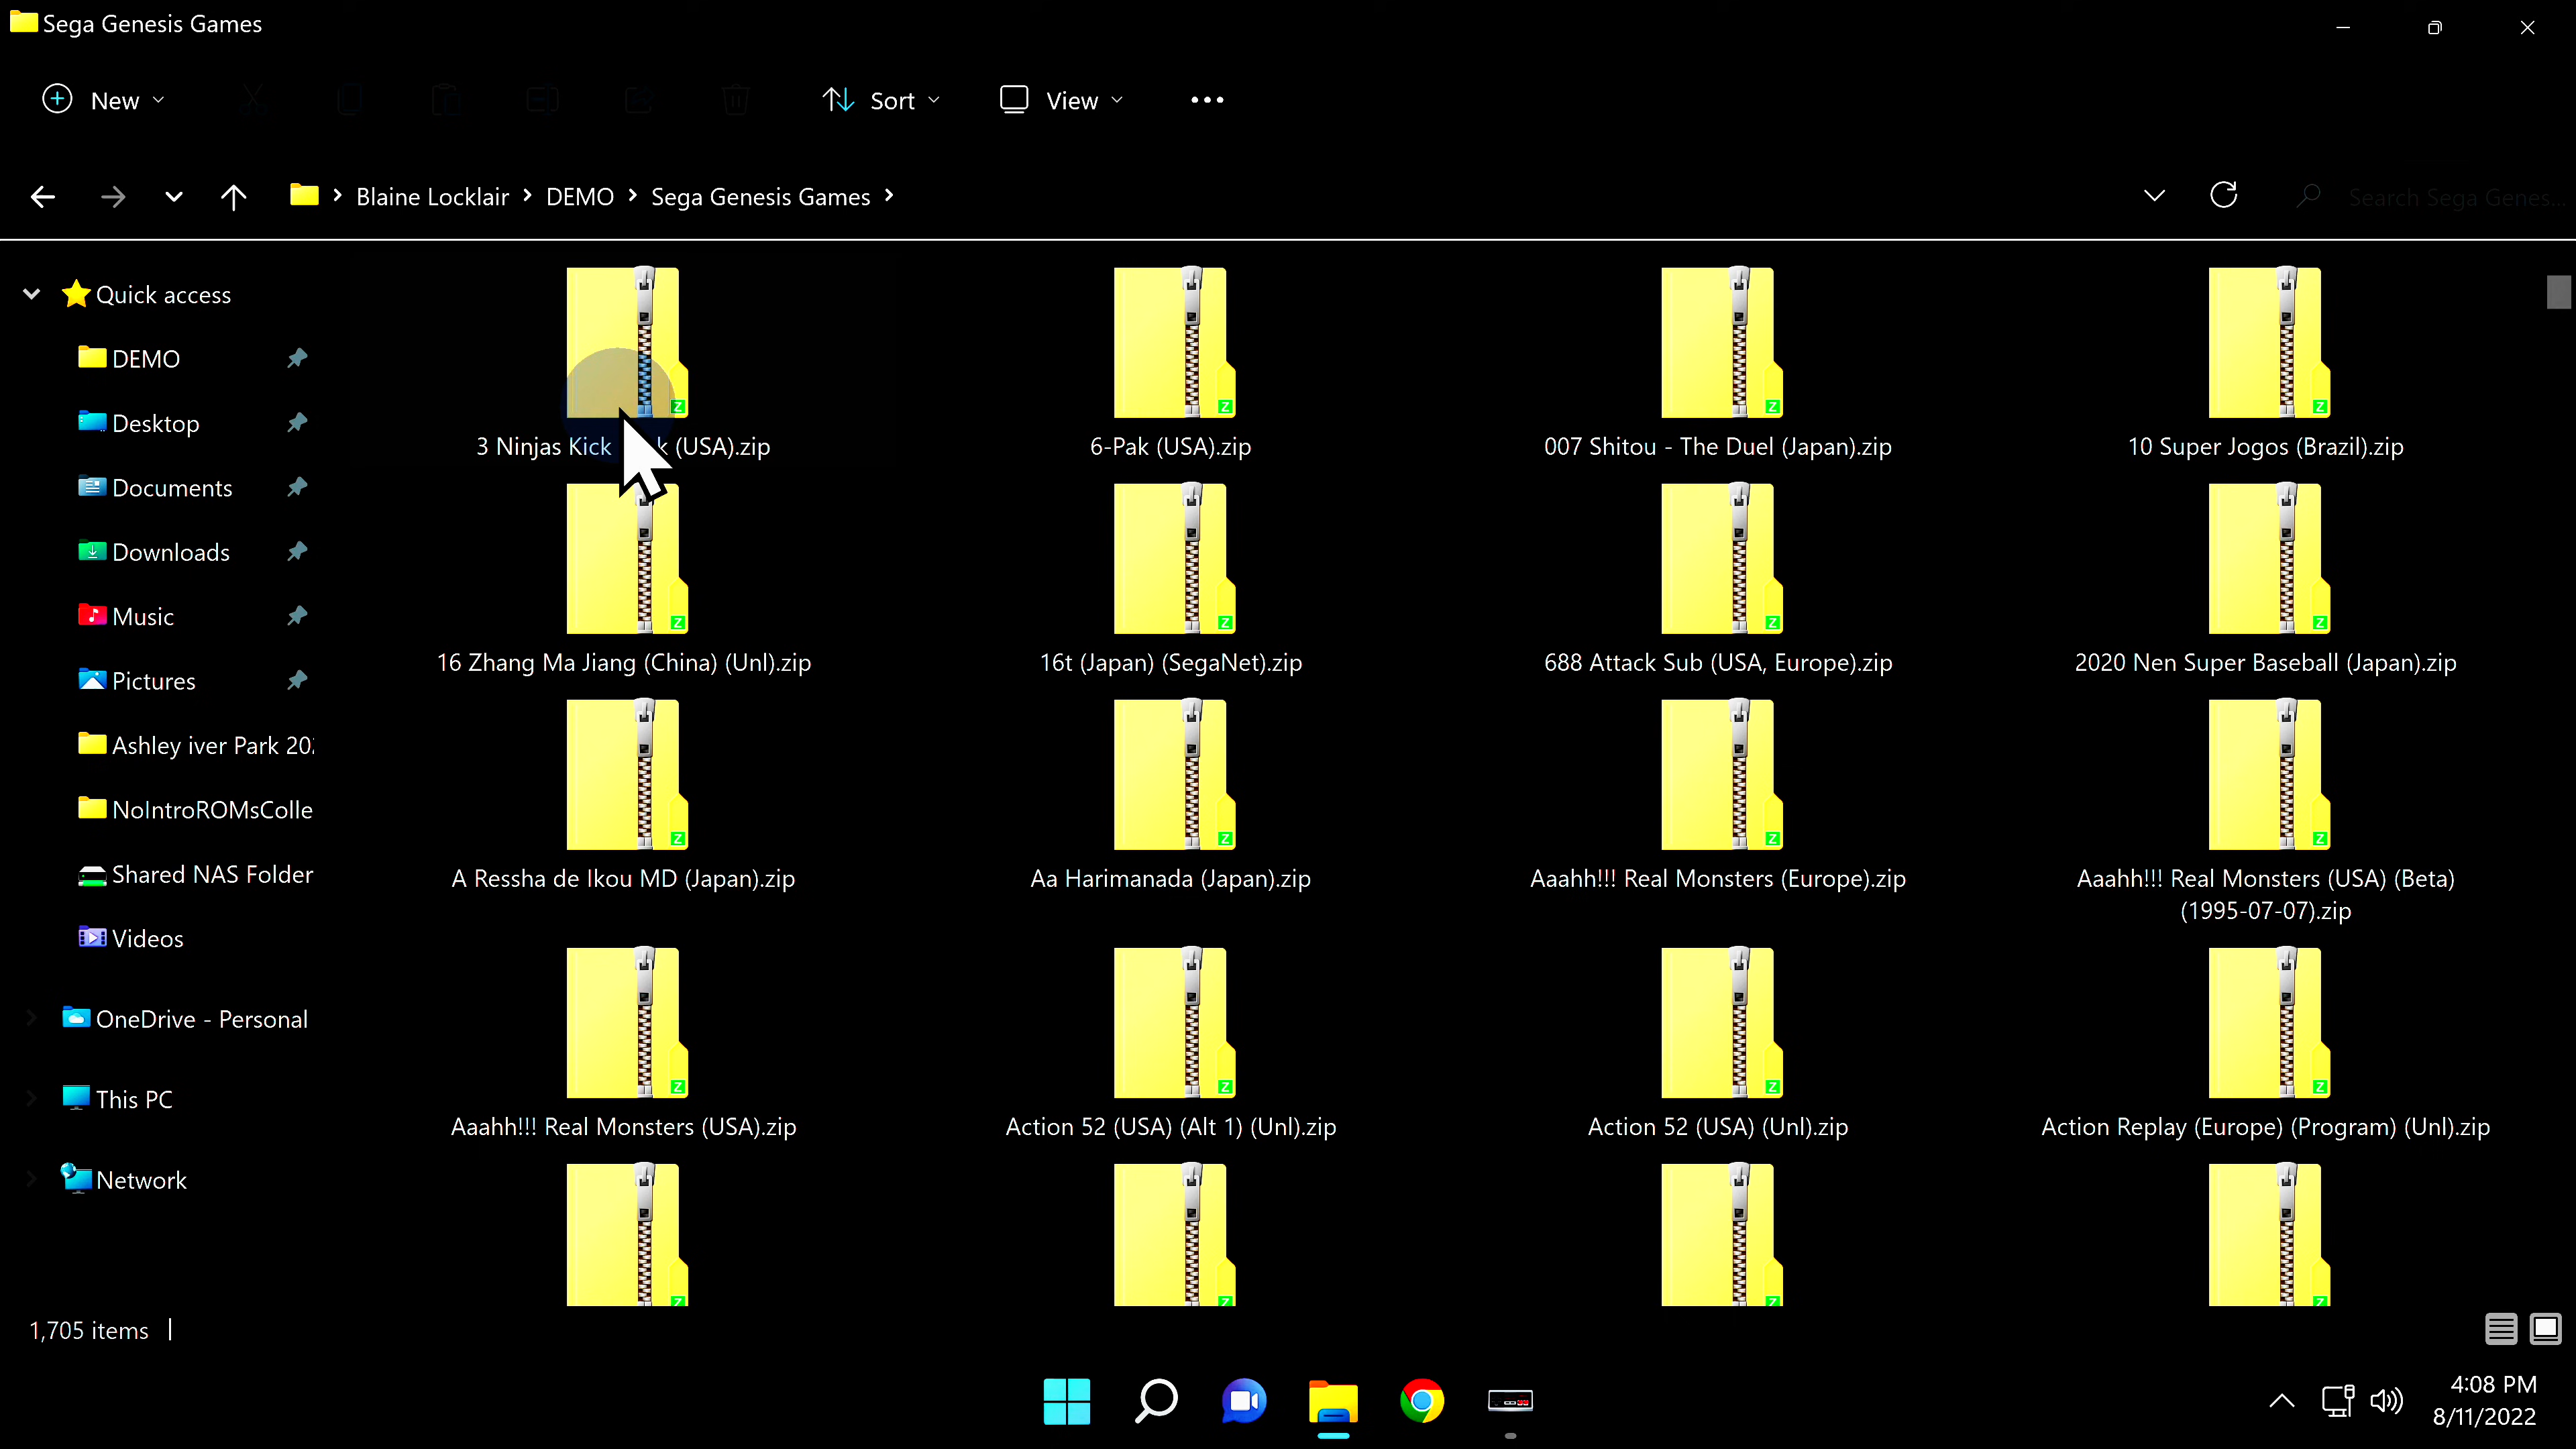 Sega Genesis Games
New
Sort
View
Blaine Locklair
DEMO
Sega Genesis Games
Search Sega Genes...
Quick access
DEMO
Desktop
Documents
Downloads
Music
Pictures
Ashley iver Park 20
NoIntroROMsColle
Shared NAS Folder
Videos
OneDrive - Personal
This PC
Network
3 Ninjas Kick (USA).zip
6-Pak (USA).zip
007 Shitou - The Duel (Japan).zip
10 Super Jogos (Brazil).zip
16 Zhang Ma Jiang (China) (Unl).zip
16t (Japan) (SegaNet).zip
688 Attack Sub (USA, Europe).zip
2020 Nen Super Baseball (Japan).zip
A Ressha de Ikou MD (Japan).zip
Aa Harimanada (Japan).zip
Aaahh!!! Real Monsters (Europe).zip
Aaahh!!! Real Monsters (USA) (Beta)
(1995-07-07).zip
Aaahh!!! Real Monsters (USA).zip
Action 52 (USA) (Alt 1) (Unl).zip
Action 52 (USA) (Unl).zip
Action Replay (Europe) (Program) (Unl).zip
1,705 items
4:08 PM
8/11/2022